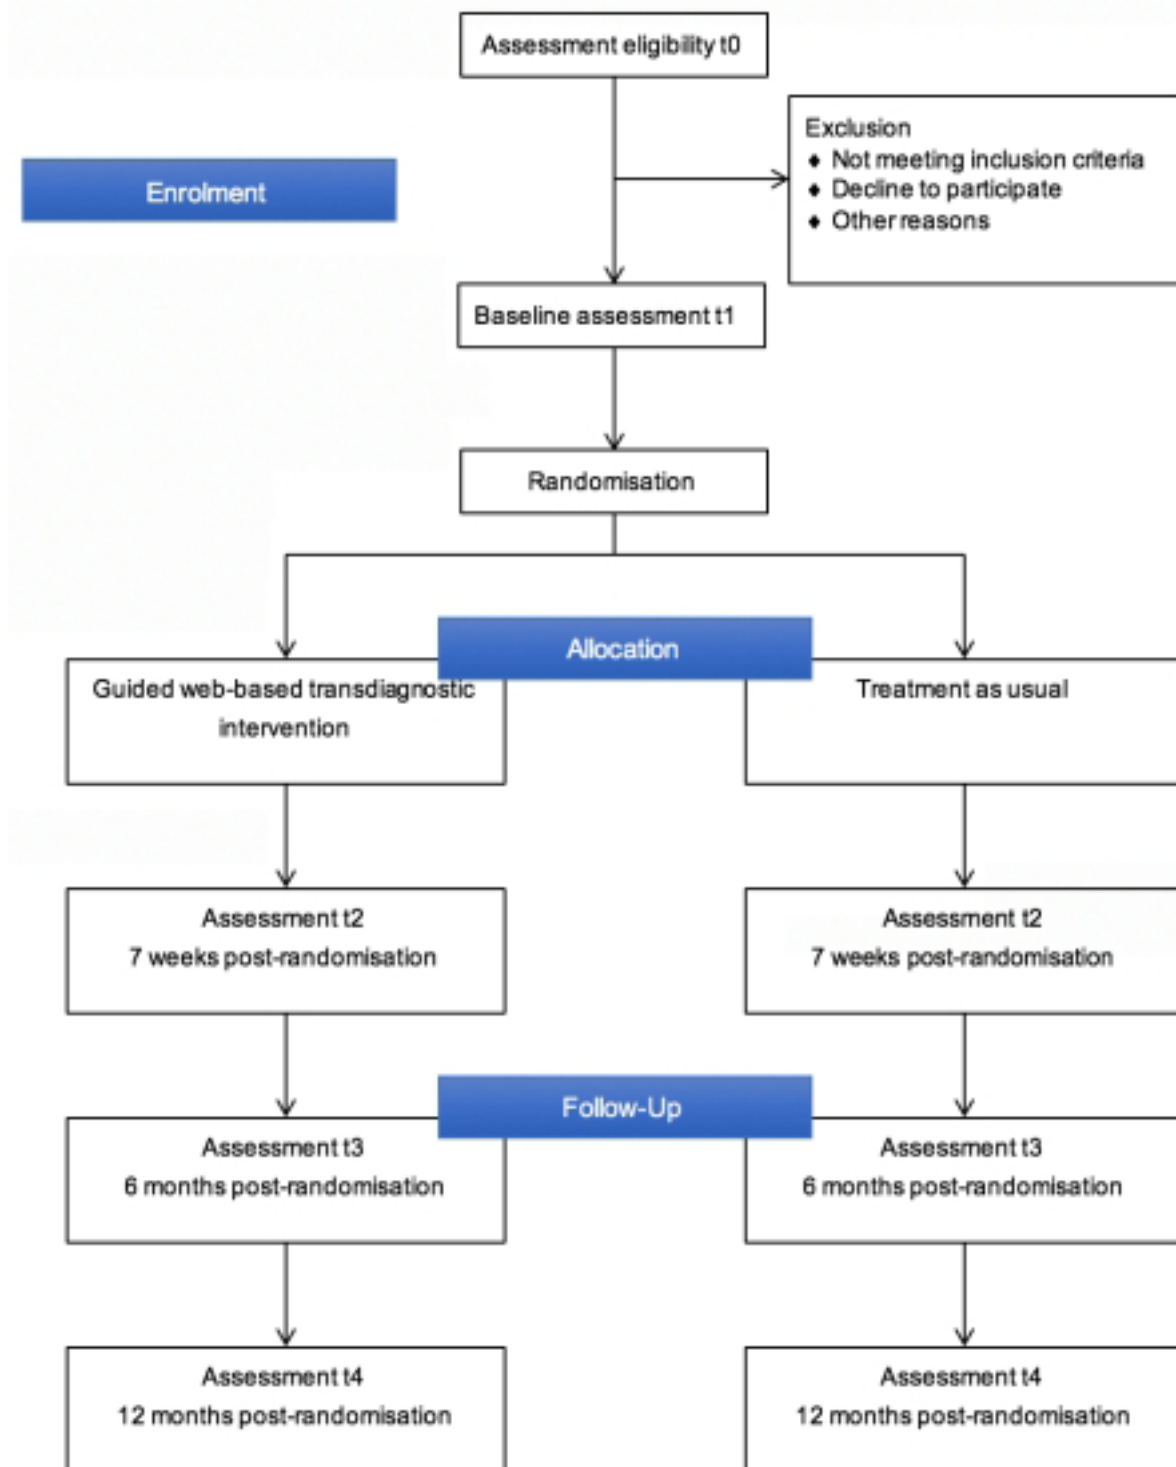 Assessment eligibility t0
Exclusion
♦ Not meeting inclusion criteria
♦ Decline to participate
♦ Other reasons
Enrolment
Baseline assessment t1
Randomisation
Allocation
Guided web-based transdiagnostic
intervention
Treatment as usual
Assessment t2
7 weeks post-randomisation
Assessment t2
7 weeks post-randomisation
Follow-Up
Assessment t3
6 months post-randomisation
Assessment t3
6 months post-randomisation
Assessment t4
12 months post-randomisation
Assessment t4
12 months post-randomisation